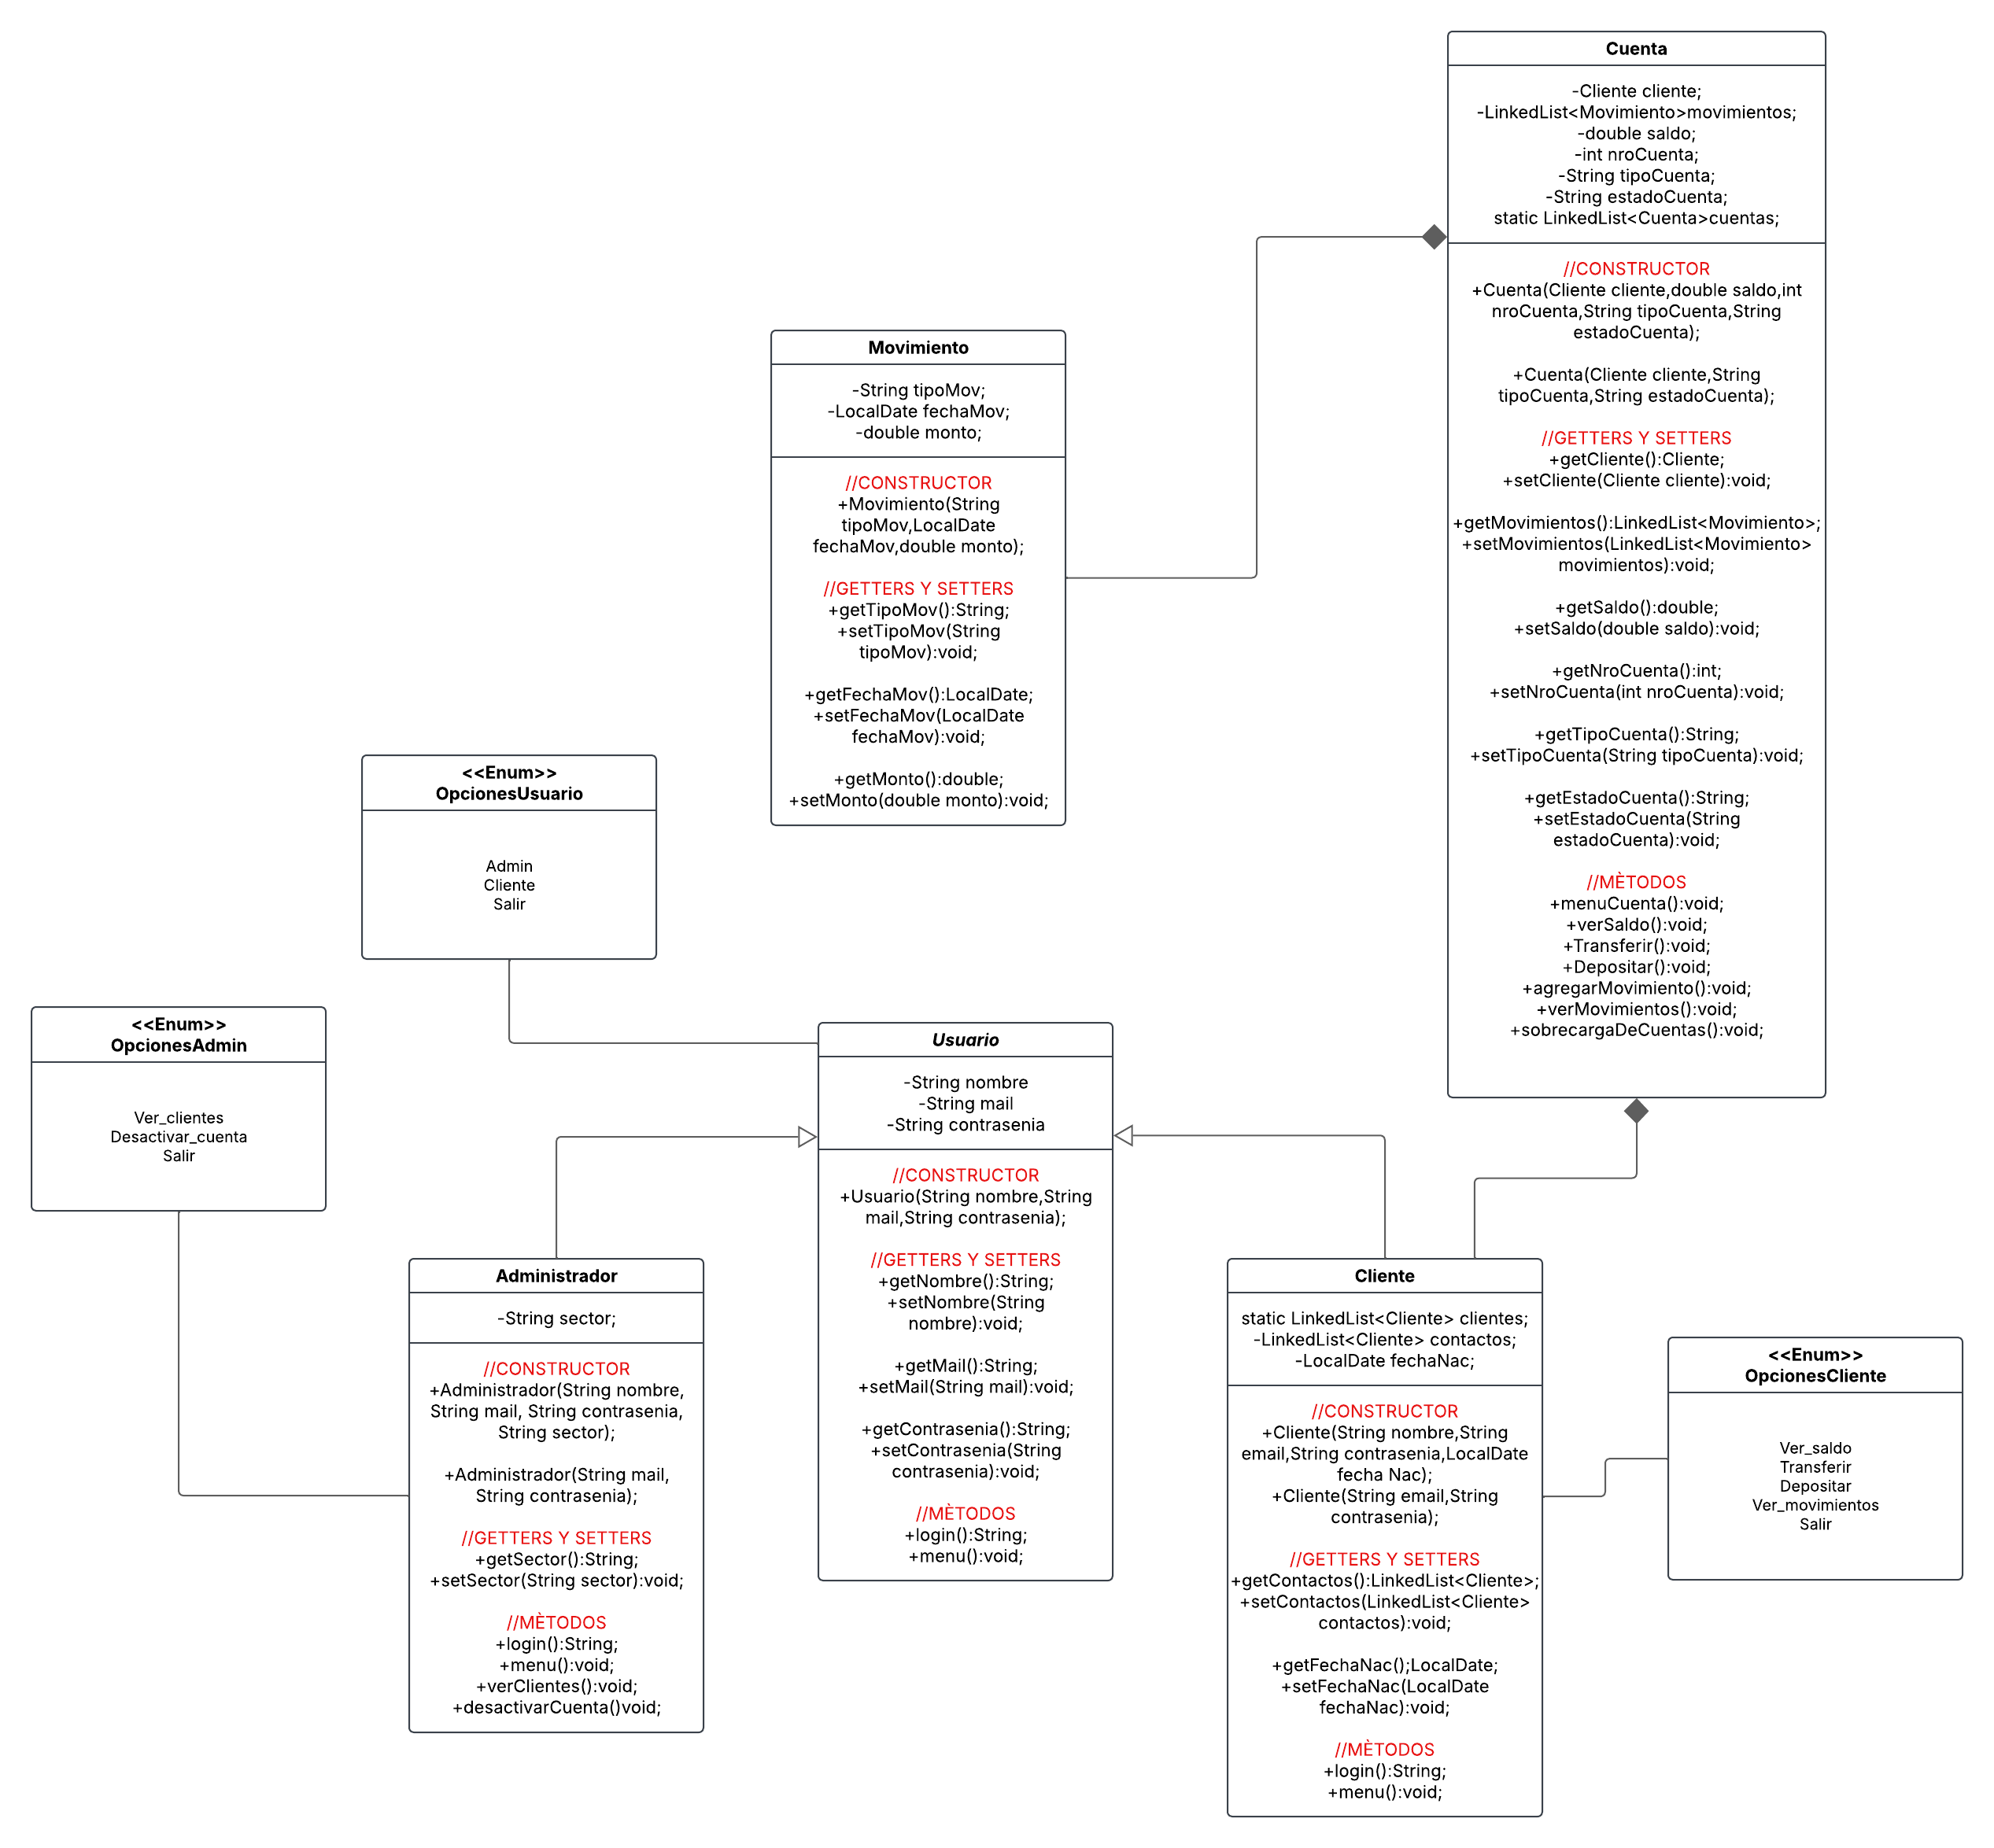 Cuenta
-Cliente cliente;
-LinkedList<Movimiento>movimientos;
-double saldo;
-int nroCuenta;
-String tipoCuenta;
-String estadoCuenta;
static LinkedList<Cuenta>cuentas;
//CONSTRUCTOR
+Cuenta(Cliente cliente,double saldo,int
nroCuenta,String tipoCuenta,String
estadoCuenta);
+Cuenta(Cliente cliente,String
tipoCuenta,String estadoCuenta);
//GETTERS Y SETTERS
+getCliente():Cliente;
+setCliente(Cliente cliente):void;
+getMovimientos():LinkedList<Movimiento>;
+setMovimientos(LinkedList<Movimiento>
movimientos):void;
+getSaldo():double;
+setSaldo(double saldo):void;
+getNroCuenta():int;
+setNroCuenta(int nroCuenta):void;
+getTipoCuenta():String;
+setTipoCuenta(String tipoCuenta):void;
+getEstadoCuenta():String;
+setEstadoCuenta(String
estadoCuenta):void;
//MÈTODOS
+menuCuenta():void;
+verSaldo():void;
+Transferir():void;
+Depositar():void;
+agregarMovimiento():void;
+verMovimientos():void;
+sobrecargaDeCuentas():void;
Movimiento
-String tipoMov;
-LocalDate fechaMov;
-double monto;
//CONSTRUCTOR
+Movimiento(String
tipoMov,LocalDate
fechaMov,double monto);
//GETTERS Y SETTERS
+getTipoMov():String;
+setTipoMov(String
tipoMov):void;
+getFechaMov():LocalDate;
+setFechaMov(LocalDate
fechaMov):void;
+getMonto():double;
+setMonto(double monto):void;
<<Enum>>
OpcionesUsuario
Admin
Cliente
Salir
<<Enum>>
OpcionesAdmin
Ver_clientes
Desactivar_cuenta
Salir
Usuario
-String nombre
-String mail
-String contrasenia
//CONSTRUCTOR
+Usuario(String nombre,String
mail,String contrasenia);
//GETTERS Y SETTERS
+getNombre():String;
+setNombre(String
nombre):void;
+getMail():String;
+setMail(String mail):void;
+getContrasenia():String;
+setContrasenia(String
contrasenia):void;
//MÈTODOS
+login():String;
+menu():void;
Administrador
-String sector;
//CONSTRUCTOR
+Administrador(String nombre,
String mail, String contrasenia,
String sector);
+Administrador(String mail,
String contrasenia);
//GETTERS Y SETTERS
+getSector():String;
+setSector(String sector):void;
//MÈTODOS
+login():String;
+menu():void;
+verClientes():void;
+desactivarCuenta()void;
Cliente
static LinkedList<Cliente> clientes;
-LinkedList<Cliente> contactos;
-LocalDate fechaNac;
//CONSTRUCTOR
+Cliente(String nombre,String
email,String contrasenia,LocalDate
fecha Nac);
+Cliente(String email,String
contrasenia);
//GETTERS Y SETTERS
+getContactos():LinkedList<Cliente>;
+setContactos(LinkedList<Cliente>
contactos):void;
+getFechaNac();LocalDate;
+setFechaNac(LocalDate
fechaNac):void;
//MÈTODOS
+login():String;
+menu():void;
<<Enum>>
OpcionesCliente
Ver_saldo
Transferir
Depositar
Ver_movimientos
Salir